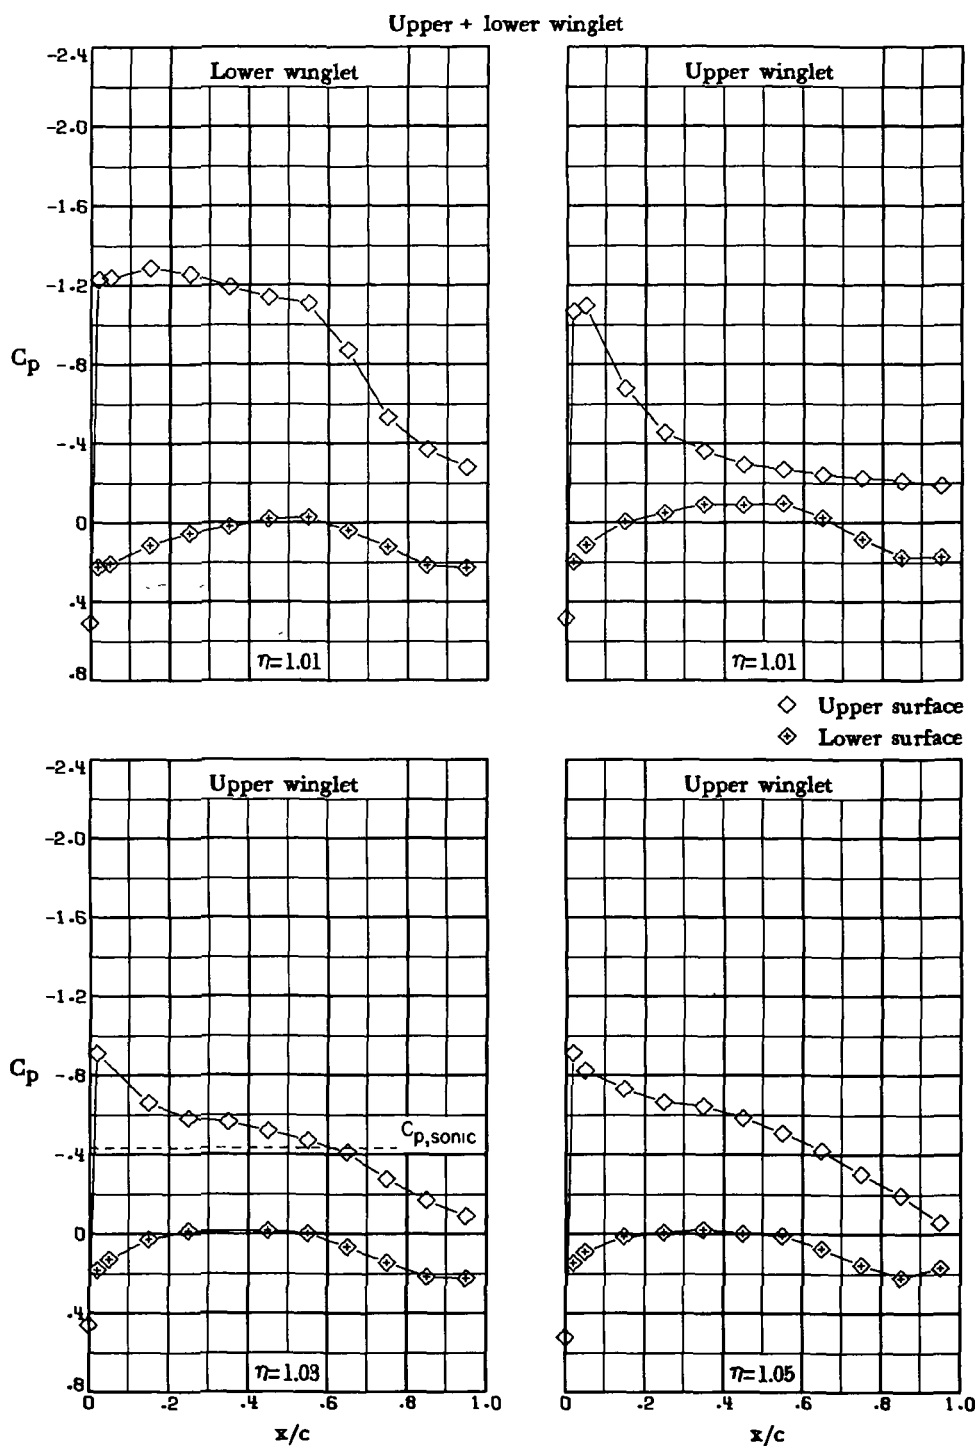 Upper + lower winglet
Lower winglet
Upper winglet
-2.4
-2.0
-1.6
-1.2
-.8
-.4
0
.4
.8
Cp
η=1.01
η=1.01
Upper surface
Lower surface
Upper winglet
Upper winglet
-2.4
-2.0
-1.6
-1.2
-.8
-.4
0
.4
.8
Cp
Cp,sonic
η=1.03
η=1.05
0 .2 .4 .6 .8 1.0
0 .2 .4 .6 .8 1.0
x/c
x/c